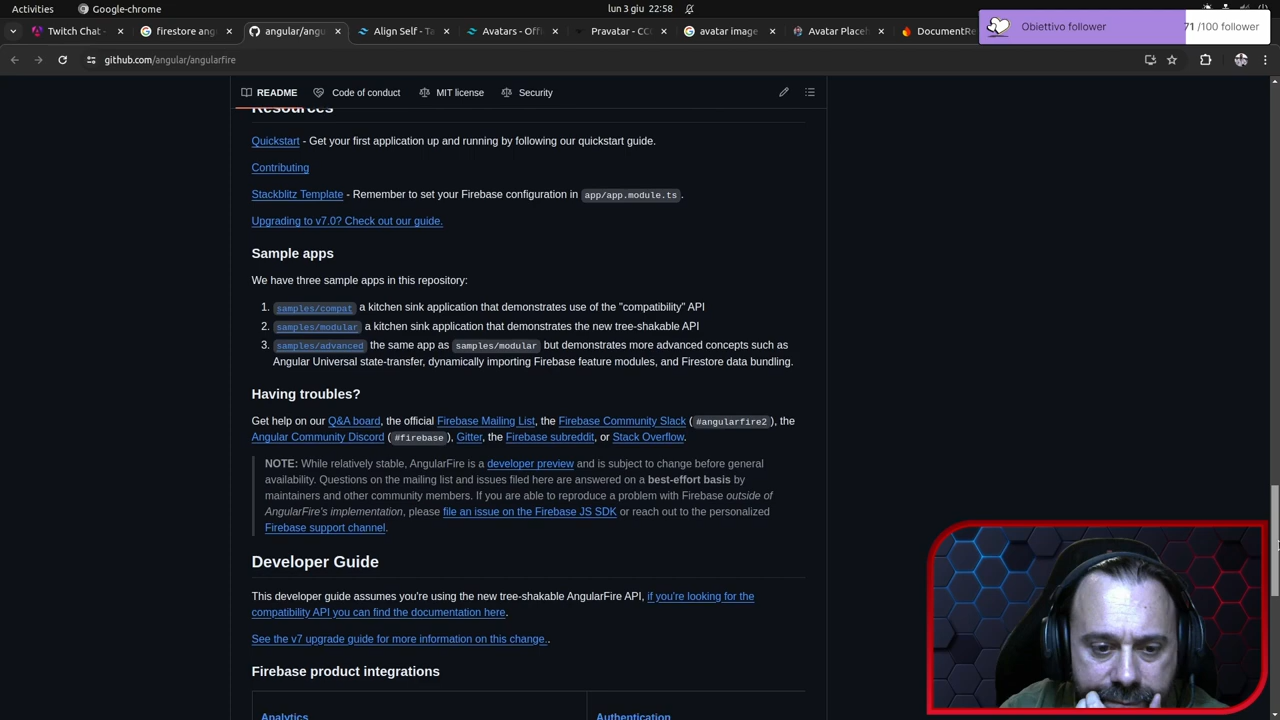 Activities
Google-chrome
lun 3 giu 22:58
Obiettivo follower
71 /100 follower
Twitch Chat -
firestore ang
angular/angu
Alvian Self - Ta
Avatars
Pravatar - CC
avatar image
Avatar Placeh
DocumentRe
github.com/angular/angularfire
README
Code of conduct
MIT license
Security
Resources
Quickstart - Get your first application up and running by following our quickstart guide.
Contributing
Stackblitz Template - Remember to set your Firebase configuration in app/app.module.ts.
Upgrading to v7.0? Check out our guide.
Sample apps
We have three sample apps in this repository:
1. samples/compat a kitchen sink application that demonstrates use of the "compatibility" API
2. samples/modular a kitchen sink application that demonstrates the new tree-shakable API
3. samples/advanced the same app as samples/modular but demonstrates more advanced concepts such as
Angular Universal state-transfer, dynamically importing Firebase feature modules, and Firestore data bundling.
Having troubles?
Get help on our Q&A board, the official Firebase Mailing List, the Firebase Community Slack (#angularfire2), the
Angular Community Discord (#firebase), Gitter, the Firebase subreddit, or Stack Overflow.
NOTE: While relatively stable, AngularFire is a developer preview and is subject to change before general
availability. Questions on the mailing list and issues filed here are answered on a best-effort basis by
maintainers and other community members. If you are able to reproduce a problem with Firebase outside of
AngularFire's implementation, please file an issue on the Firebase JS SDK or reach out to the personalized
Firebase support channel.
Developer Guide
This developer guide assumes you're using the new tree-shakable AngularFire API, if you're looking for the
compatibility API you can find the documentation here.
See the v7 upgrade guide for more information on this change..
Firebase product integrations
Analytics
Authentication